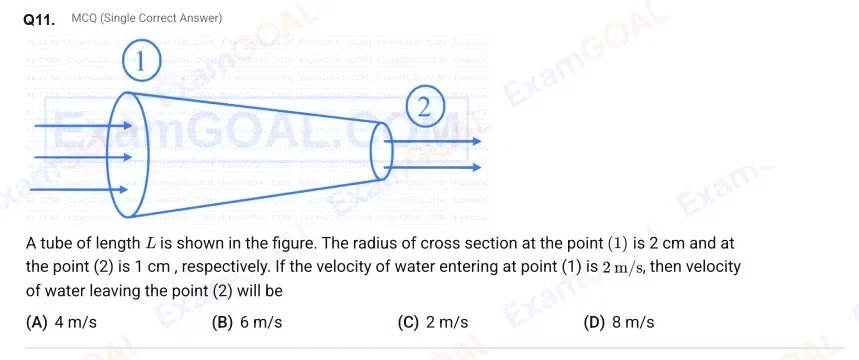 Q11. MCQ (Single Correct Answer)
1
2
ExamGOAL.COM
A tube of length L is shown in the figure. The radius of cross section at the point (1) is 2 cm and at
the point (2) is 1 cm , respectively. If the velocity of water entering at point (1) is 2 m/s, then velocity
of water leaving the point (2) will be
(A) 4 m/s (B) 6 m/s (C) 2 m/s (D) 8 m/s